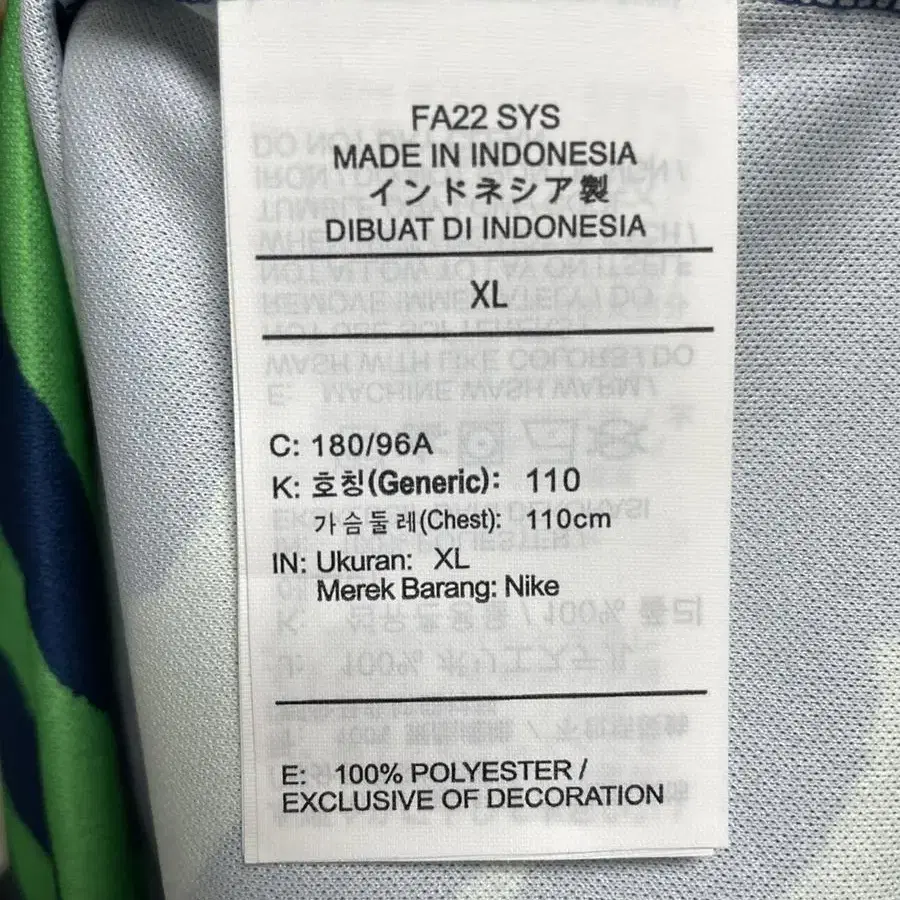 FA22 SYS
MADE IN INDONESIA
インドネシア製
DIBUAT DI INDONESIA
XL
C: 180/96A
K: 호칭(Generic): 110
가슴둘레(Chest): 110cm
IN: Ukuran: XL
Merek Barang: Nike
E: 100% POLYESTER /
EXCLUSIVE OF DECORATION